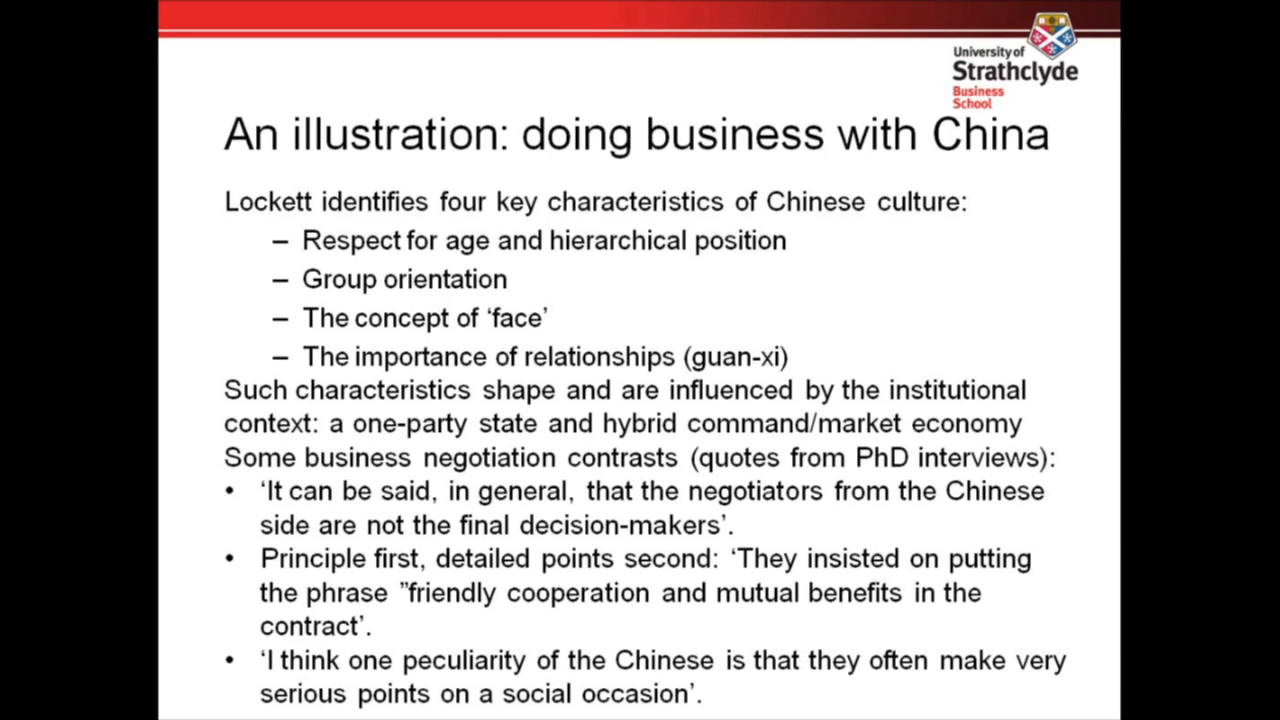 University of
Strathclyde
Business
School
An illustration: doing business with China
Lockett identifies four key characteristics of Chinese culture:
– Respect for age and hierarchical position
– Group orientation
– The concept of ‘face’
– The importance of relationships (guan-xi)
Such characteristics shape and are influenced by the institutional
context: a one-party state and hybrid command/market economy
Some business negotiation contrasts (quotes from PhD interviews):
• ‘It can be said, in general, that the negotiators from the Chinese
side are not the final decision-makers’.
• Principle first, detailed points second: ‘They insisted on putting
the phrase ”friendly cooperation and mutual benefits in the
contract’.
• ‘I think one peculiarity of the Chinese is that they often make very
serious points on a social occasion’.